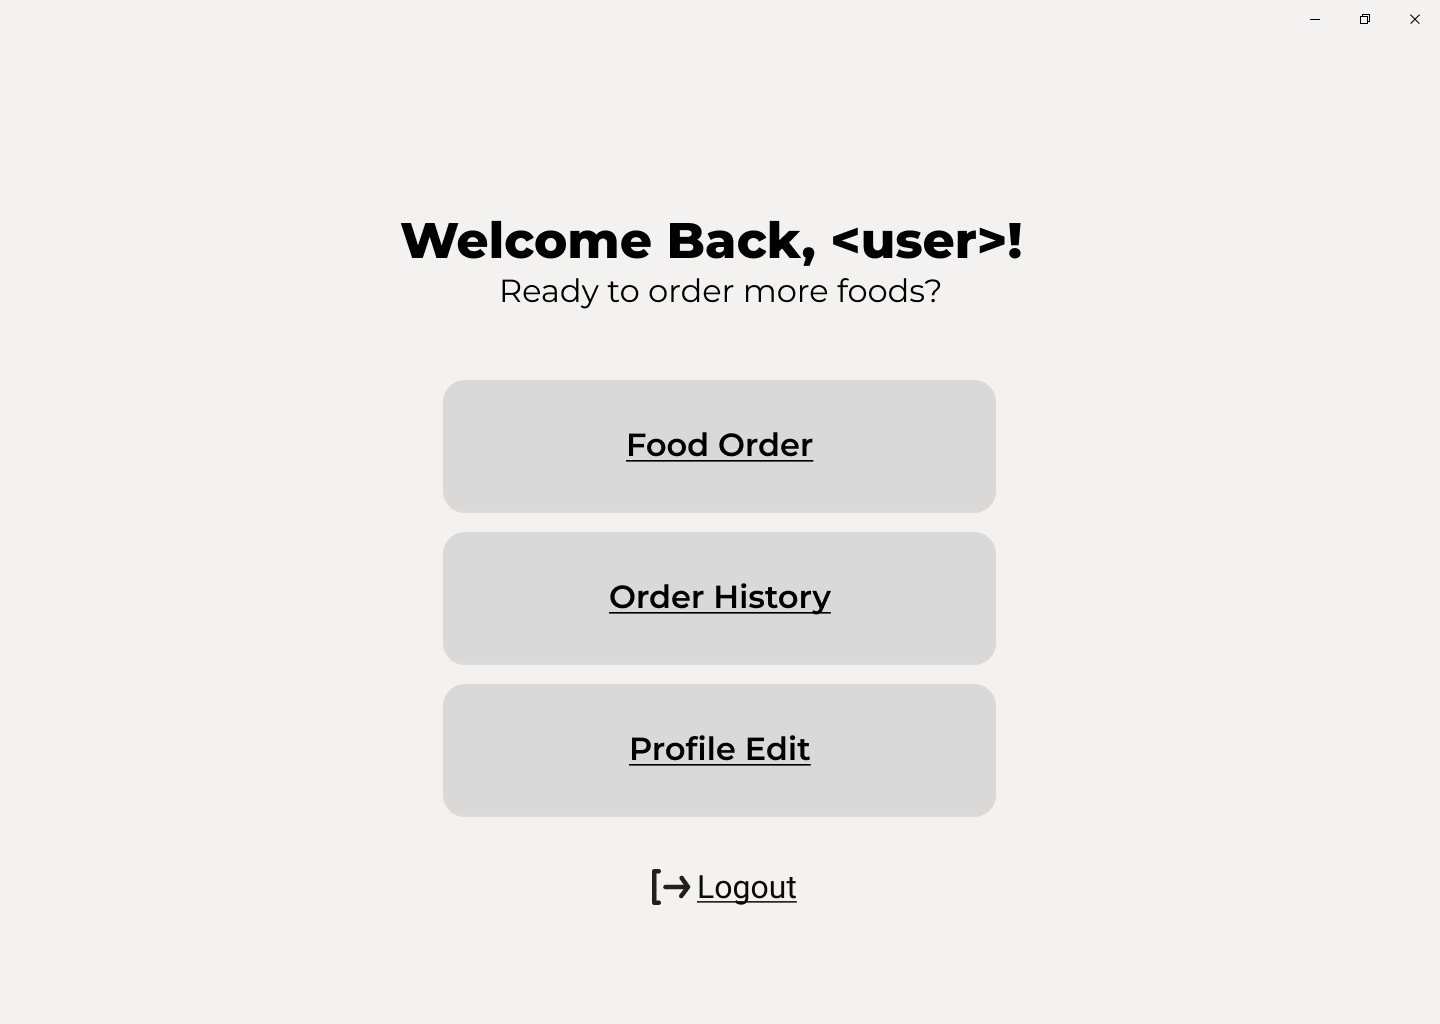 Welcome Back, <user>!
Ready to order more foods?
Food Order
Order History
Profile Edit
Logout